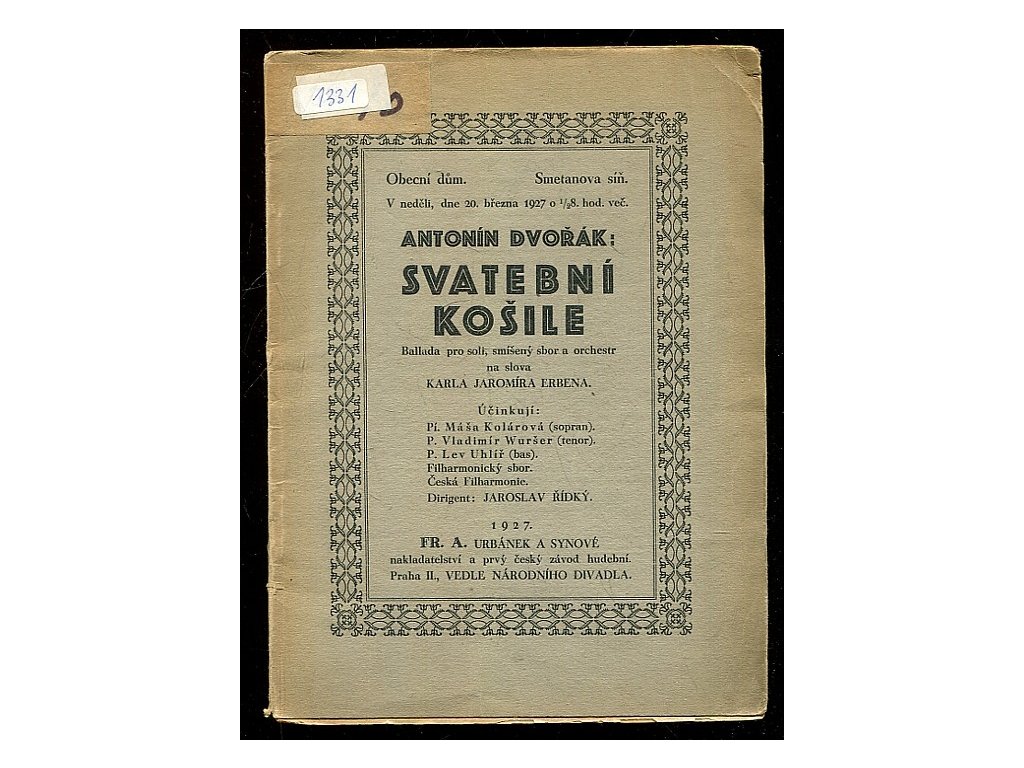 1331
Obecní dům. Smetanova síň.
V neděli, dne 20. března 1927 o ½8. hod. več.
ANTONÍN DVOŘÁK:
SVATEBNÍ
KOŠILE
Ballada pro soli, smíšený sbor a orchestr
na slova
KARLA JAROMÍRA ERBENA.
Účinkují:
Pí. Máša Kolárová (sopran).
P. Vladimír Wuršer (tenor).
P. Lev Uhlíř (bas).
Filharmonický sbor.
Česká Filharmonie.
Dirigent: JAROSLAV ŘÍDKÝ.
1927.
FR. A. URBÁNEK A SYNOVÉ
nakladatelství a prvý český závod hudební.
Praha II., VEDLE NÁRODNÍHO DIVADLA.